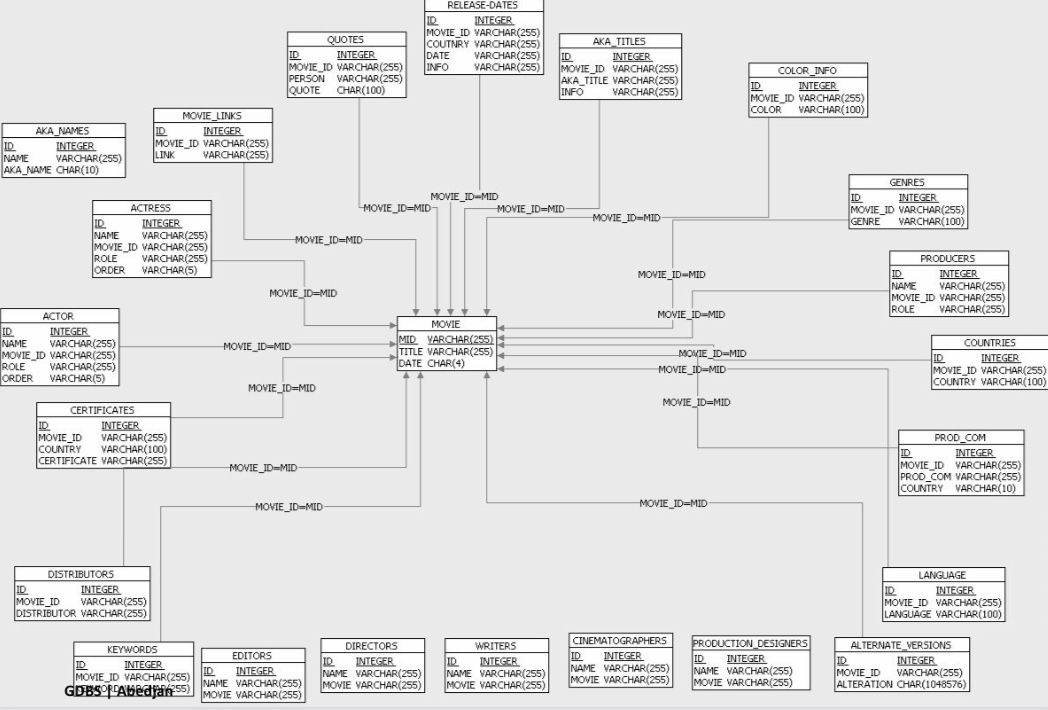 RELEASE-DATES
ID INTEGER
MOVIE_ID VARCHAR(255)
COUTNRY VARCHAR(255)
DATE VARCHAR(255)
INFO VARCHAR(255)
QUOTES
ID INTEGER
MOVIE_ID VARCHAR(255)
PERSON VARCHAR(255)
QUOTE CHAR(100)
AKA_TITLES
ID INTEGER
MOVIE_ID VARCHAR(255)
AKA_TITLE VARCHAR(255)
INFO VARCHAR(255)
COLOR_INFO
ID INTEGER
MOVIE_ID VARCHAR(255)
COLOR VARCHAR(100)
MOVIE_LINKS
ID INTEGER
MOVIE_ID VARCHAR(255)
LINK VARCHAR(255)
AKA_NAMES
ID INTEGER
NAME VARCHAR(255)
AKA_NAME CHAR(10)
GENRES
ID INTEGER
MOVIE_ID VARCHAR(255)
GENRE VARCHAR(100)
ACTRESS
ID INTEGER
NAME VARCHAR(255)
MOVIE_ID VARCHAR(255)
ROLE VARCHAR(255)
ORDER VARCHAR(5)
MOVIE_ID=MID
MOVIE_ID=MID
MOVIE_ID=MID
MOVIE_ID=MID
MOVIE_ID=MID
PRODUCERS
ID INTEGER
NAME VARCHAR(255)
MOVIE_ID VARCHAR(255)
ROLE VARCHAR(255)
MOVIE_ID=MID
MOVIE_ID=MID
MOVIE_ID=MID
ACTOR
ID INTEGER
NAME VARCHAR(255)
MOVIE_ID VARCHAR(255)
ROLE VARCHAR(255)
ORDER VARCHAR(5)
MOVIE
MID VARCHAR(255)
TITLE VARCHAR(255)
DATE CHAR(4)
COUNTRIES
ID INTEGER
MOVIE_ID VARCHAR(255)
COUNTRY VARCHAR(100)
MOVIE_ID=MID
MOVIE_ID=MID
MOVIE_ID=MID
MOVIE_ID=MID
MOVIE_ID=MID
CERTIFICATES
ID INTEGER
MOVIE_ID VARCHAR(255)
COUNTRY VARCHAR(100)
CERTIFICATE VARCHAR(255)
PROD_COM
ID INTEGER
MOVIE_ID VARCHAR(255)
PROD_COM VARCHAR(255)
COUNTRY VARCHAR(10)
MOVIE_ID=MID
MOVIE_ID=MID
MOVIE_ID=MID
DISTRIBUTORS
ID INTEGER
MOVIE_ID VARCHAR(255)
DISTRIBUTOR VARCHAR(255)
LANGUAGE
ID INTEGER
MOVIE_ID VARCHAR(255)
LANGUAGE VARCHAR(100)
KEYWORDS
ID INTEGER
MOVIE_ID VARCHAR(255)
VARCHAR(255)
GDBS | Abedjan
EDITORS
ID INTEGER
NAME VARCHAR(255)
MOVIE VARCHAR(255)
DIRECTORS
ID INTEGER
NAME VARCHAR(255)
MOVIE VARCHAR(255)
WRITERS
ID INTEGER
NAME VARCHAR(255)
MOVIE VARCHAR(255)
CINEMATOGRAPHERS
ID INTEGER
NAME VARCHAR(255)
MOVIE VARCHAR(255)
PRODUCTION_DESIGNERS
ID INTEGER
NAME VARCHAR(255)
MOVIE VARCHAR(255)
ALTERNATE_VERSIONS
ID INTEGER
MOVIE_ID VARCHAR(255)
ALTERATION CHAR(1048576)